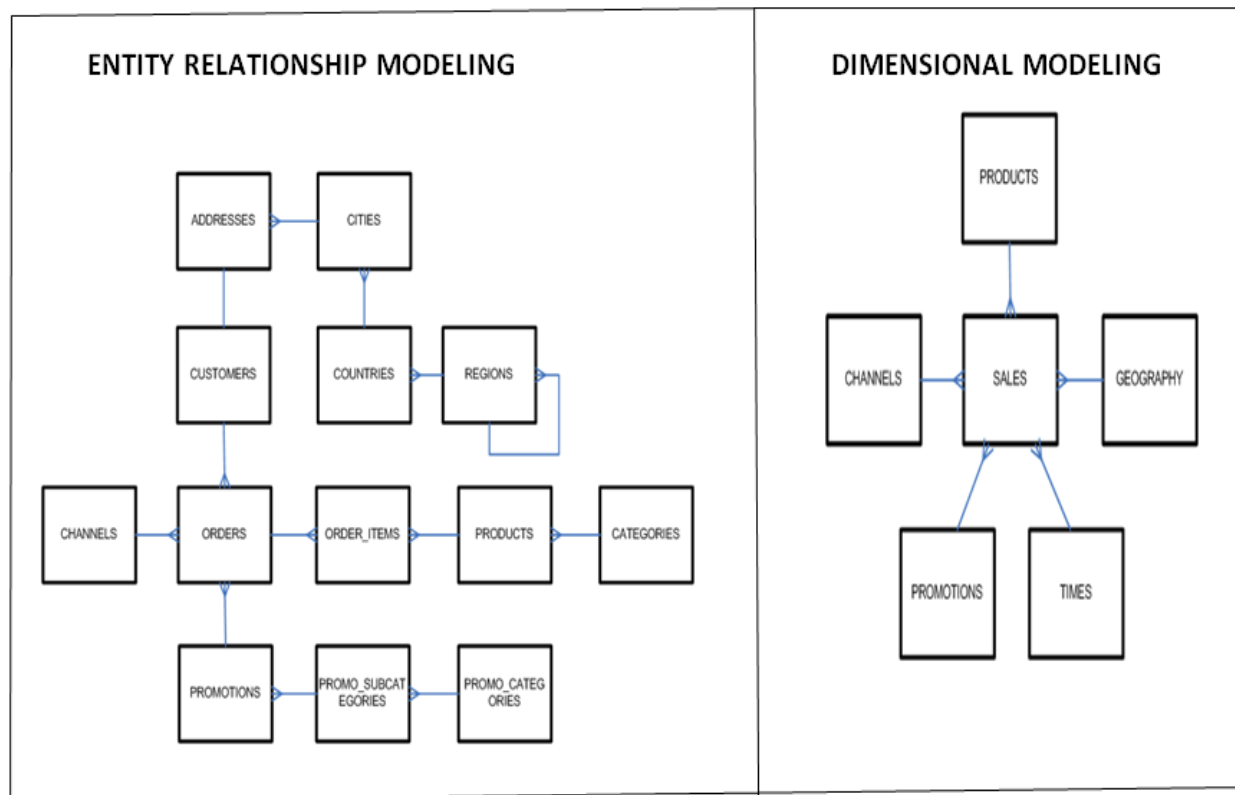 ENTITY RELATIONSHIP MODELING
ADDRESSES
CITIES
CUSTOMERS
COUNTRIES
REGIONS
CHANNELS
ORDERS
ORDER_ITEMS
PRODUCTS
CATEGORIES
PROMOTIONS
PROMO_SUBCAT
EGORIES
PROMO_CATEG
ORIES
DIMENSIONAL MODELING
PRODUCTS
CHANNELS
SALES
GEOGRAPHY
PROMOTIONS
TIMES